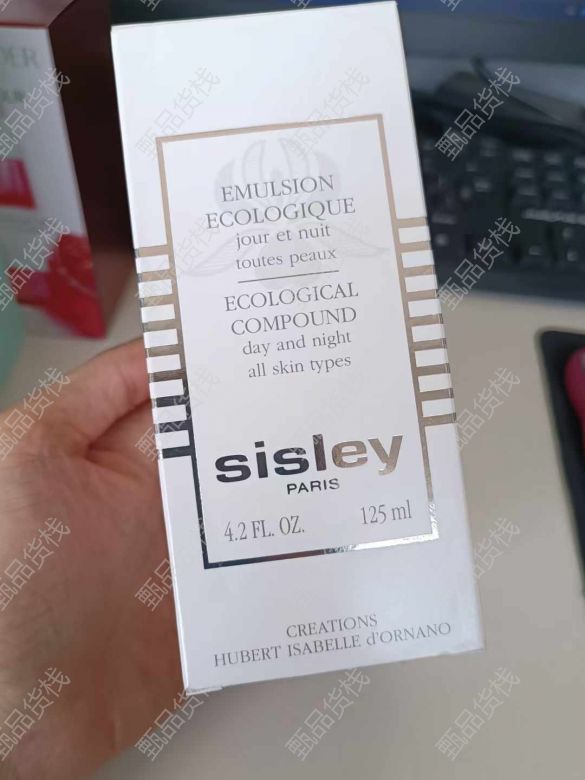 EMULSION
ECOLOGIQUE
jour et nuit
toutes peaux
ECOLOGICAL
COMPOUND
day and night
all skin types
sisley
PARIS
4.2 FL. OZ. 125 ml
CREATIONS
HUBERT ISABELLE d'ORNANO
甄品货栈